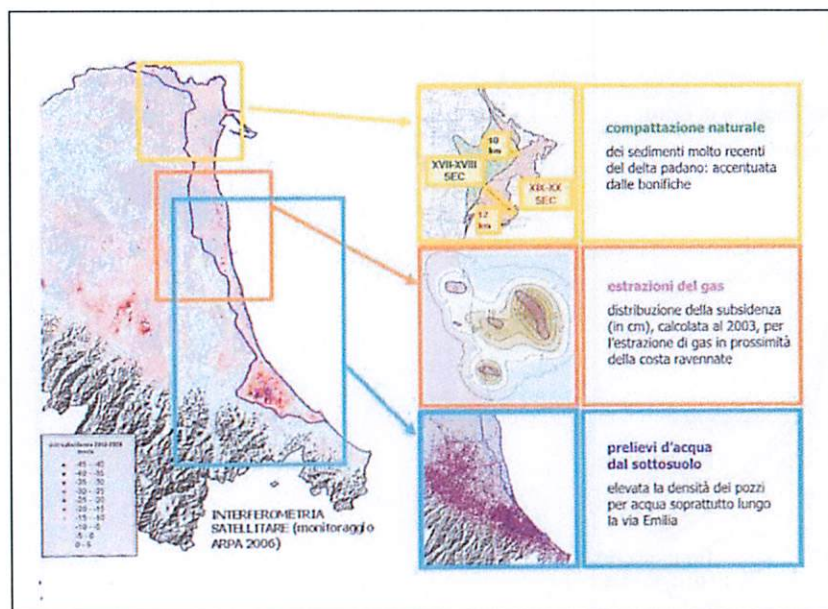 INTERFEROMETRIA
SATELLITARE (monitoraggio
ARPA 2006)
10
km
XVII-XVIII
SEC
XIX-XX
SEC
12
km
compattazione naturale
dei sedimenti molto recenti
del delta padano: accentuata
dalle bonifiche
estrazioni del gas
distribuzione della subsidenza
(in cm), calcolata al 2003, per
l'estrazione di gas in prossimità
della costa ravennate
prelievi d'acqua
dal sottosuolo
elevata la densità dei pozzi
per acqua soprattutto lungo
la via Emilia